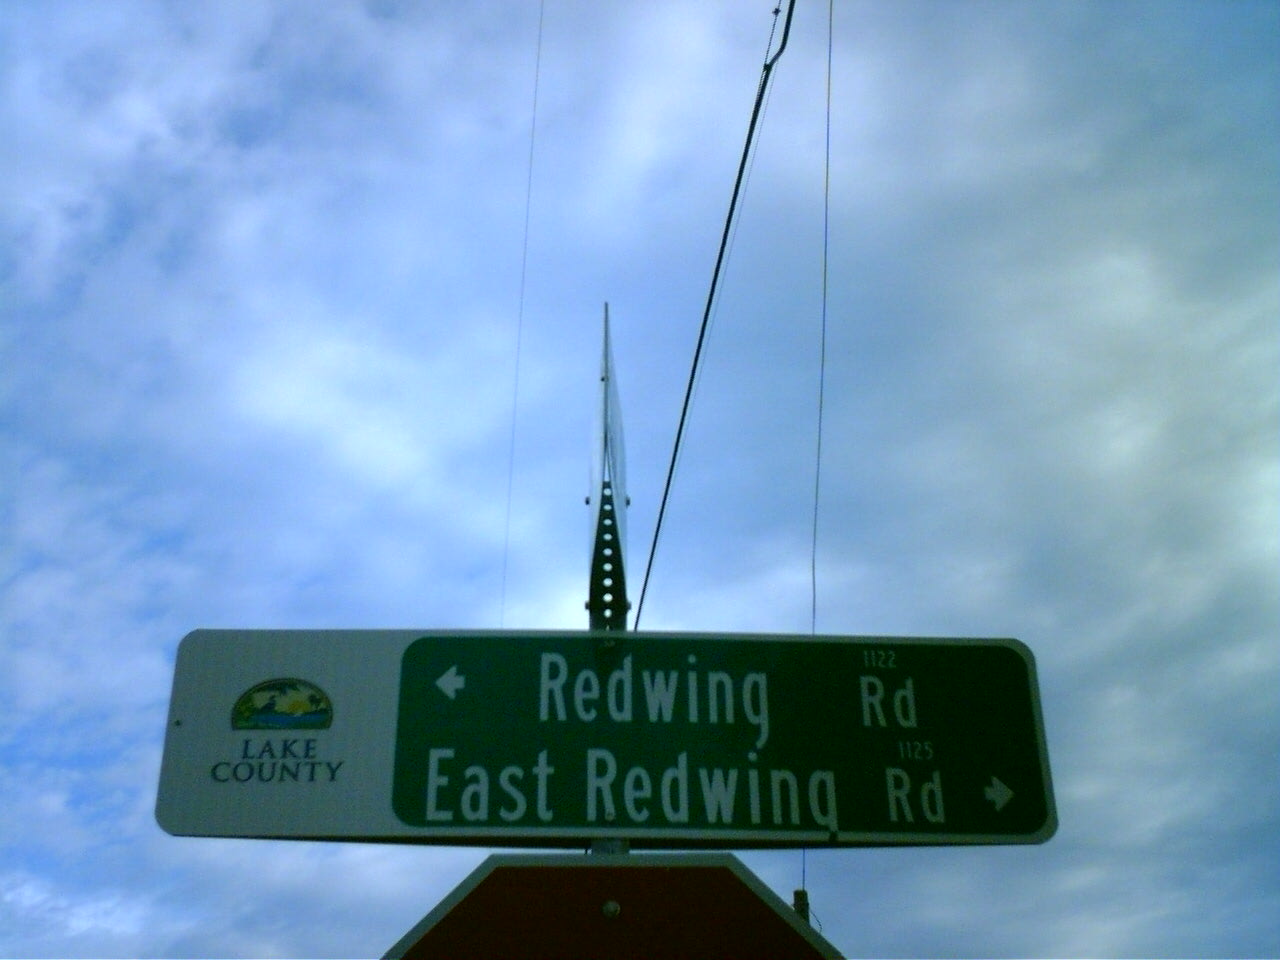 LAKE
COUNTY
← Redwing Rd 1122
East Redwing Rd 1125 →